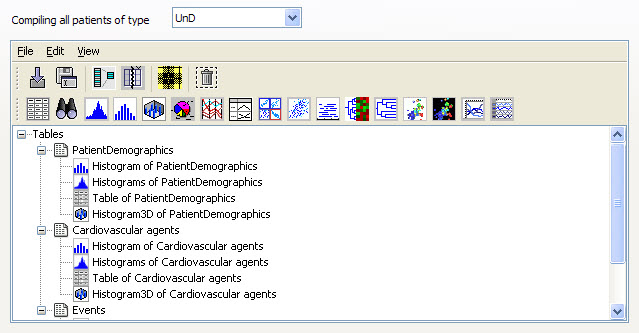 Compiling all patients of type UnD
File Edit View
Tables
PatientDemographics
Histogram of PatientDemographics
Histograms of PatientDemographics
Table of PatientDemographics
Histogram3D of PatientDemographics
Cardiovascular agents
Histogram of Cardiovascular agents
Histograms of Cardiovascular agents
Table of Cardiovascular agents
Histogram3D of Cardiovascular agents
Events